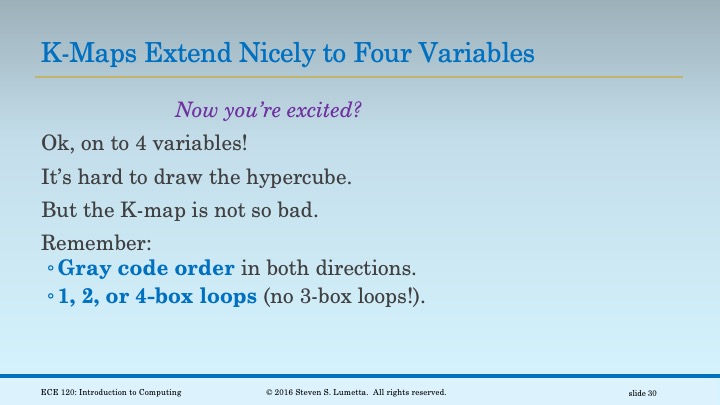 K-Maps Extend Nicely to Four Variables
Now you're excited?
Ok, on to 4 variables!
It's hard to draw the hypercube.
But the K-map is not so bad.
Remember:
◦Gray code order in both directions.
◦1, 2, or 4-box loops (no 3-box loops!).
ECE 120: Introduction to Computing © 2016 Steven S. Lumetta. All rights reserved. slide 30